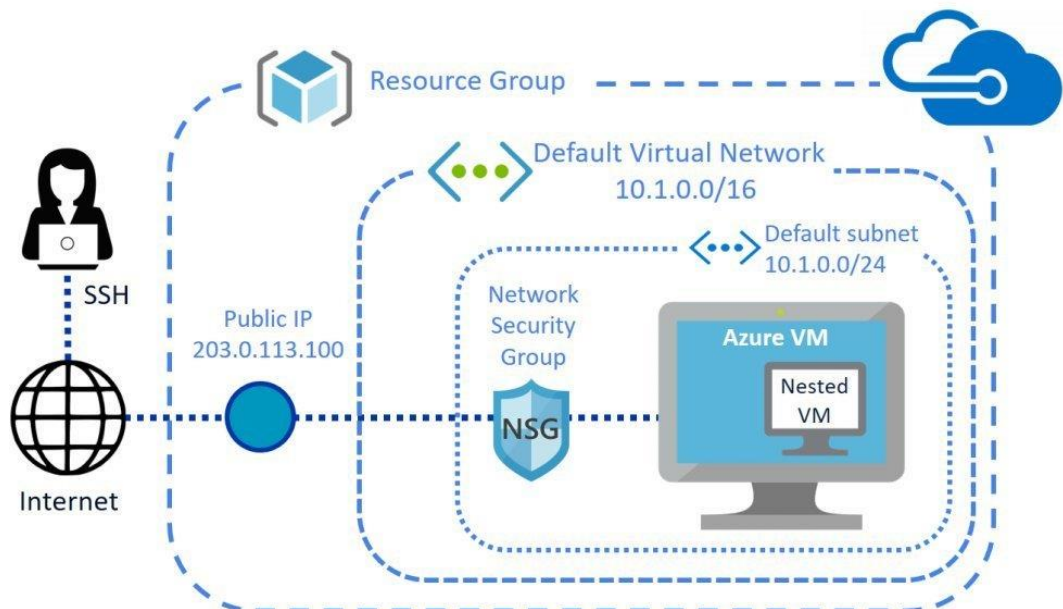 Resource Group
Default Virtual Network
10.1.0.0/16
Default subnet
10.1.0.0/24
SSH
Network
Security
Group
Public IP
203.0.113.100
Azure VM
Nested
VM
NSG
Internet